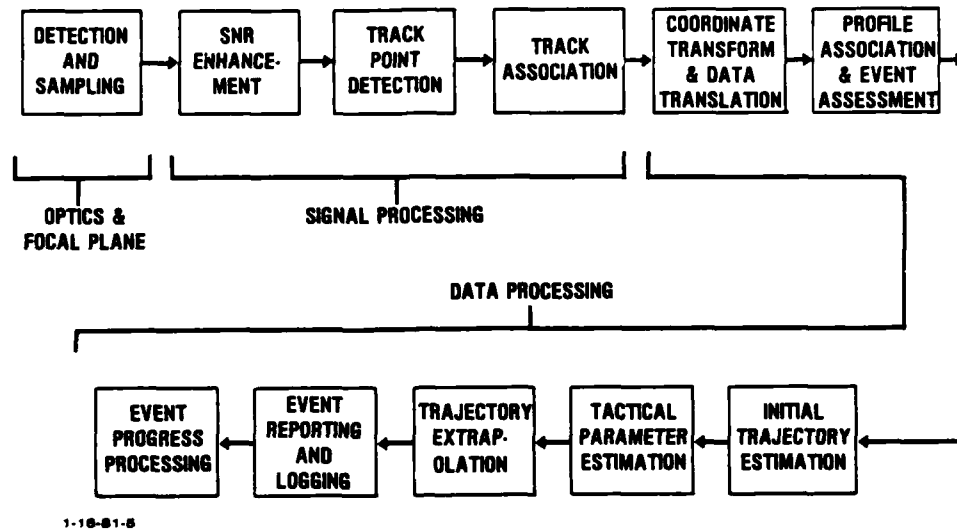 DETECTION
AND
SAMPLING
SNR
ENHANCE-
MENT
TRACK
POINT
DETECTION
TRACK
ASSOCIATION
COORDINATE
TRANSFORM
& DATA
TRANSLATION
PROFILE
ASSOCIATION
& EVENT
ASSESSMENT
OPTICS &
FOCAL PLANE
SIGNAL PROCESSING
DATA PROCESSING
EVENT
PROGRESS
PROCESSING
EVENT
REPORTING
AND
LOGGING
TRAJECTORY
EXTRAP-
OLATION
TACTICAL
PARAMETER
ESTIMATION
INITIAL
TRAJECTORY
ESTIMATION
1-16-81-5